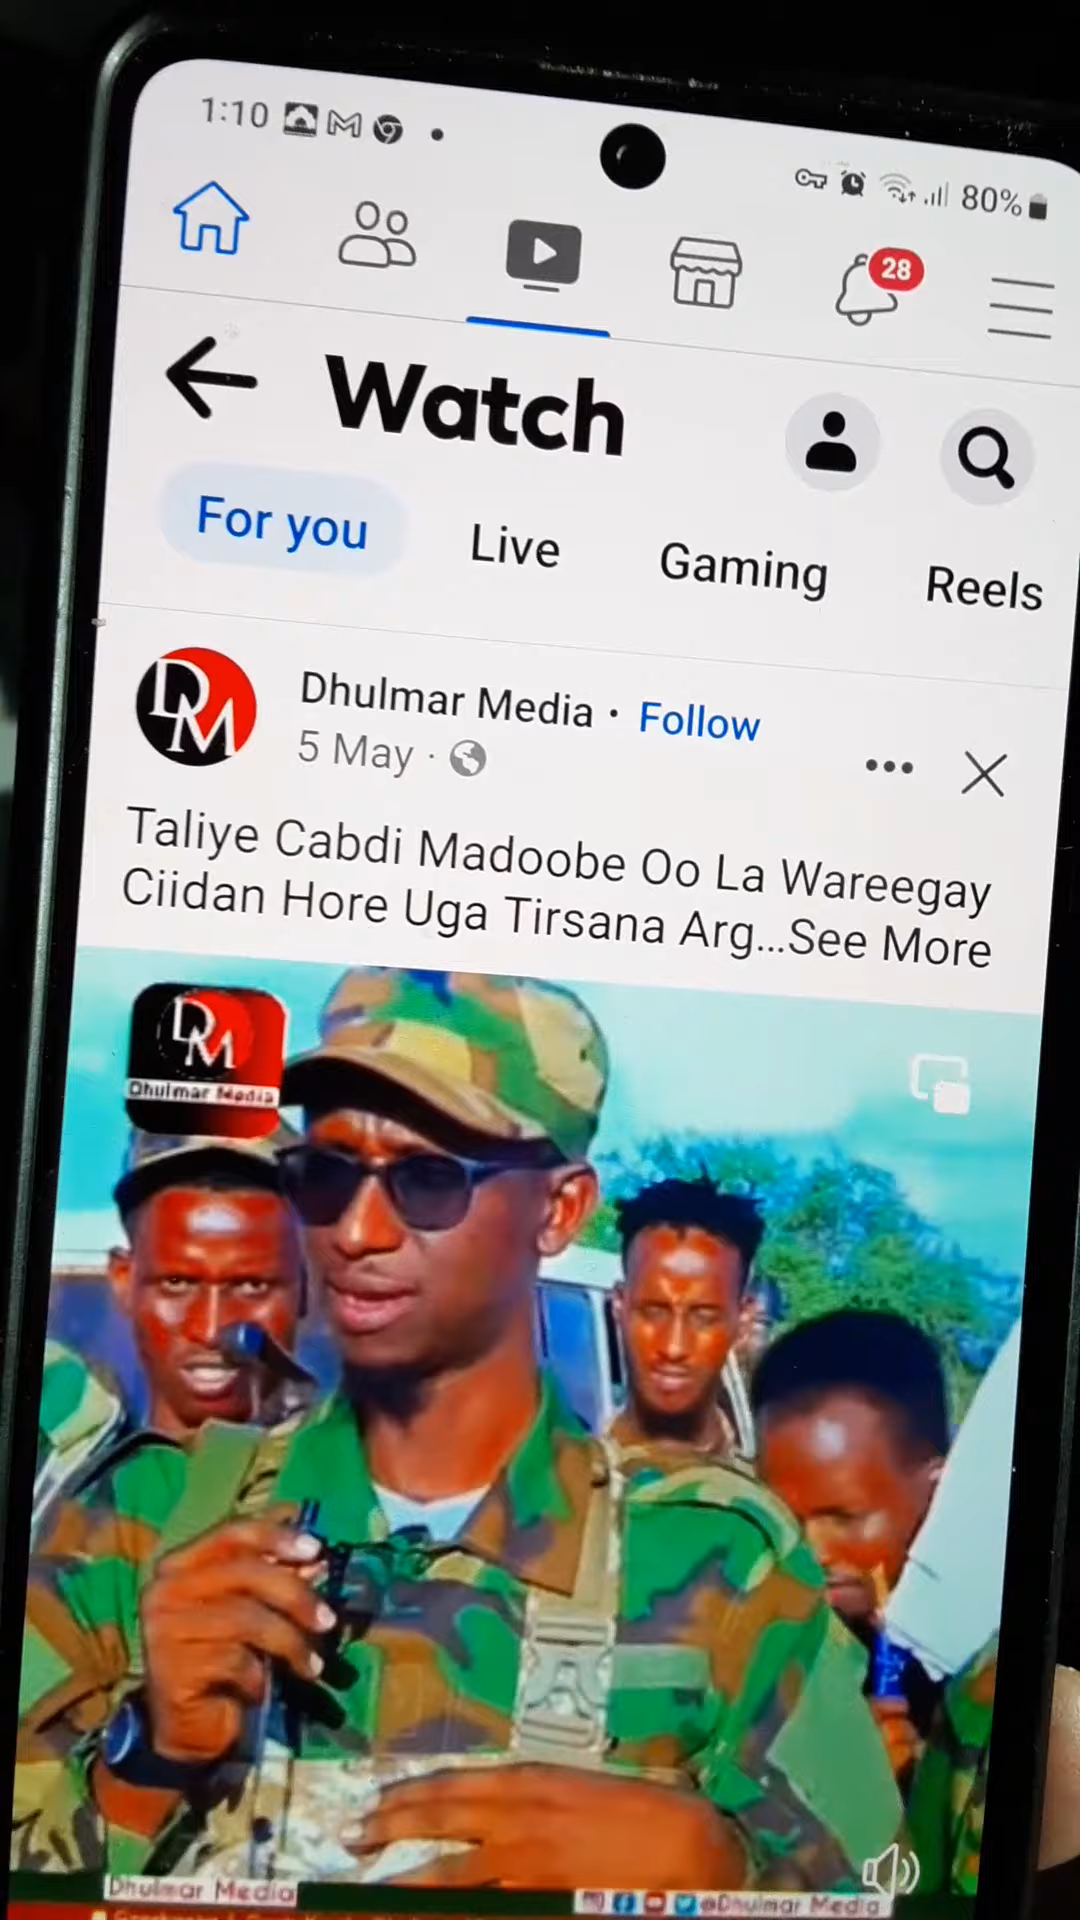 1:10
80%
28
Watch
For you Live Gaming Reels
DM
Dhulmar Media · Follow
5 May ·
Taliye Cabdi Madoobe Oo La Wareegay
Ciidan Hore Uga Tirsana Arg...See More
DM
Dhulmar Media
Dhulmar Media
@Dhulmar Media